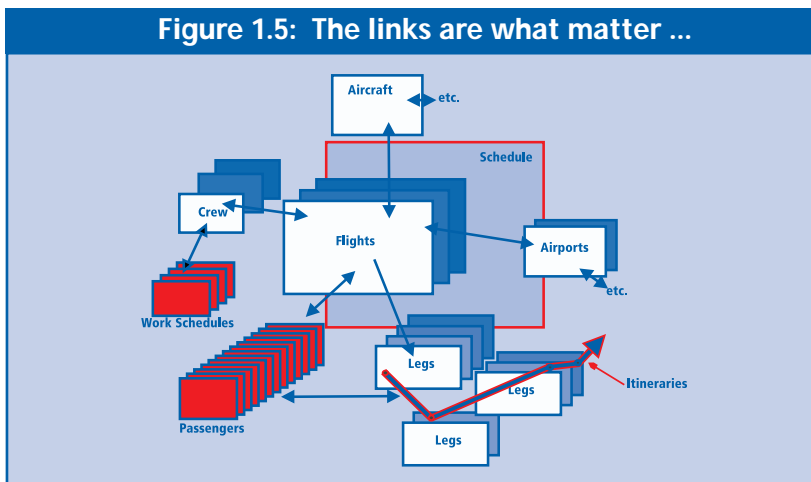 Figure 1.5: The links are what matter ...
Aircraft
etc.
Schedule
Crew
Flights
Airports
etc.
Work Schedules
Legs
Legs
Itineraries
Passengers
Legs